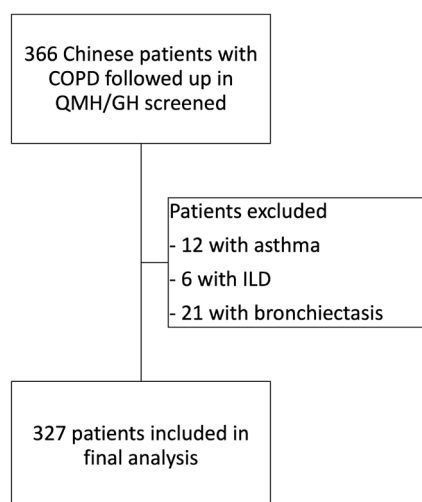 366 Chinese patients with
COPD followed up in
QMH/GH screened
Patients excluded
- 12 with asthma
- 6 with ILD
- 21 with bronchiectasis
327 patients included in
final analysis